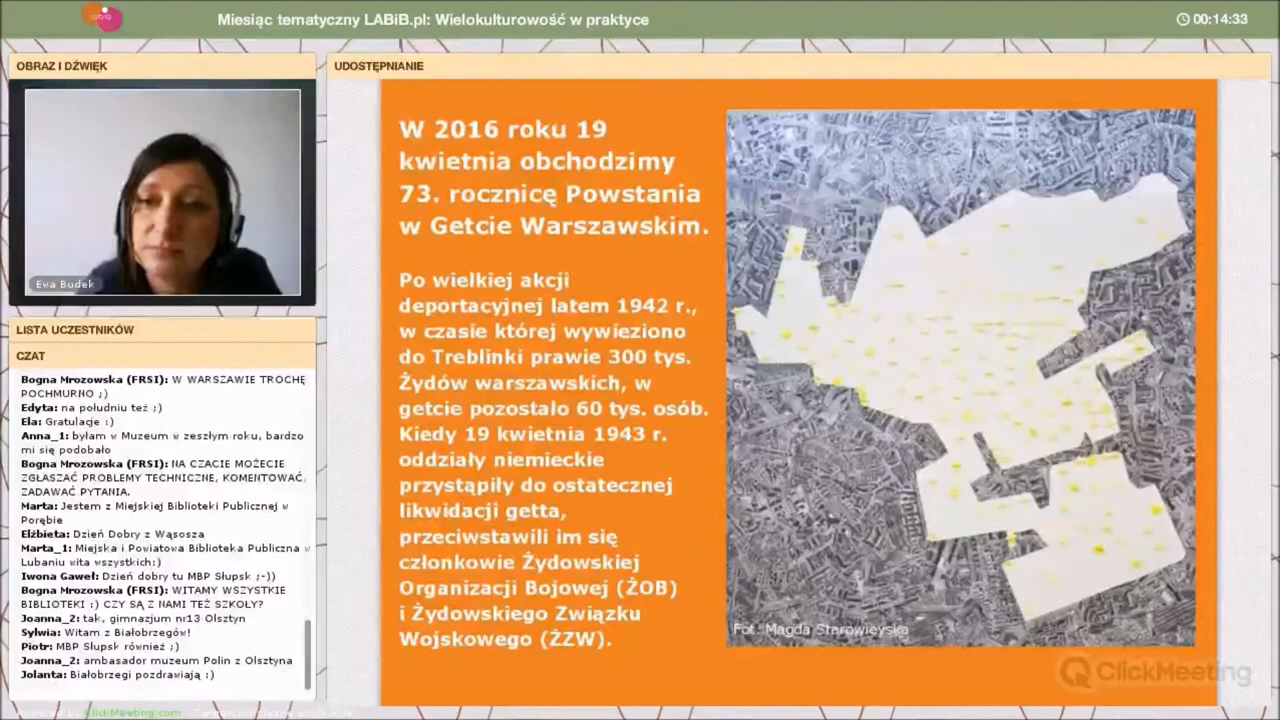 Miesiąc tematyczny LABiB.pl: Wielokulturowość w praktyce
00:14:33
OBRAZ I DŹWIĘK
Ewa Budek
LISTA UCZESTNIKÓW
CZAT
Bogna Mrozowska (FRSI): W WARSZAWIE TROCHĘ
POCHMURNO ;)
Edyta: na południu też ;)
Ela: Gratulacje :)
Anna_1: byłam w Muzeum w zeszłym roku, bardzo
mi się podobało
Bogna Mrozowska (FRSI): NA CZACIE MOŻECIE
ZGŁASZAĆ PROBLEMY TECHNICZNE, KOMENTOWAĆ,
ZADAWAĆ PYTANIA.
Marta: Jestem z Miejskiej Biblioteki Publicznej w
Porębie
Elżbieta: Dzień Dobry z Wąsosza
Marta_1: Miejska i Powiatowa Biblioteka Publiczna w
Lubaniu wita wszystkich:)
Iwona Gaweł: Dzień dobry tu MBP Słupsk ;-))
Bogna Mrozowska (FRSI): WITAMY WSZYSTKIE
BIBLIOTEKI :) CZY SĄ Z NAMI TEŻ SZKOŁY?
Joanna_2: tak, gimnazjum nr13 Olsztyn
Sylwia: Witam z Białobrzegów!
Piotr: MBP Słupsk również ;)
Joanna_2: ambasador muzeum Polin z Olsztyna
Jolanta: Białobrzegi pozdrawiają :)
powered by ClickMeeting.com
UDOSTĘPNIANIE
W 2016 roku 19
kwietnia obchodzimy
73. rocznicę Powstania
w Getcie Warszawskim.
Po wielkiej akcji
deportacyjnej latem 1942 r.,
w czasie której wywieziono
do Treblinki prawie 300 tys.
Żydów warszawskich, w
getcie pozostało 60 tys. osób.
Kiedy 19 kwietnia 1943 r.
oddziały niemieckie
przystąpiły do ostatecznej
likwidacji getta,
przeciwstawili im się
członkowie Żydowskiej
Organizacji Bojowej (ŻOB)
i Żydowskiego Związku
Wojskowego (ŻZW).
Fot. Magda Starowieyska
ClickMeeting